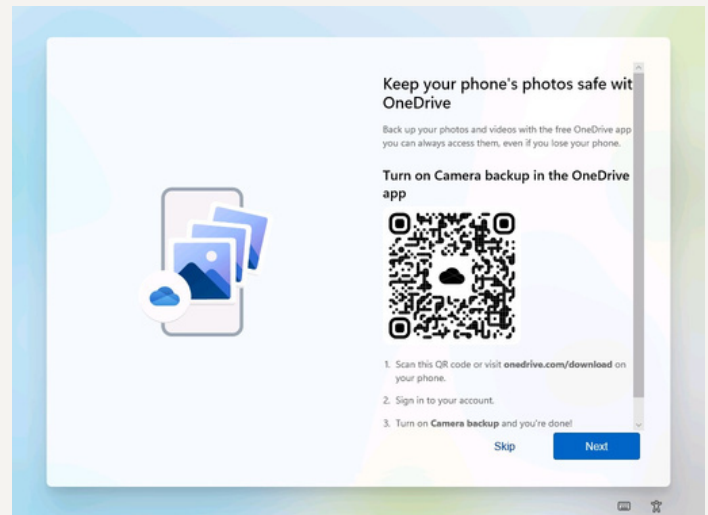 Keep your phone's photos safe wit
OneDrive
Back up your photos and videos with the free OneDrive app
you can always access them, even if you lose your phone.
Turn on Camera backup in the OneDrive
app
1. Scan this QR code or visit onedrive.com/download on
your phone.
2. Sign in to your account.
3. Turn on Camera backup and you're done!
Skip
Next